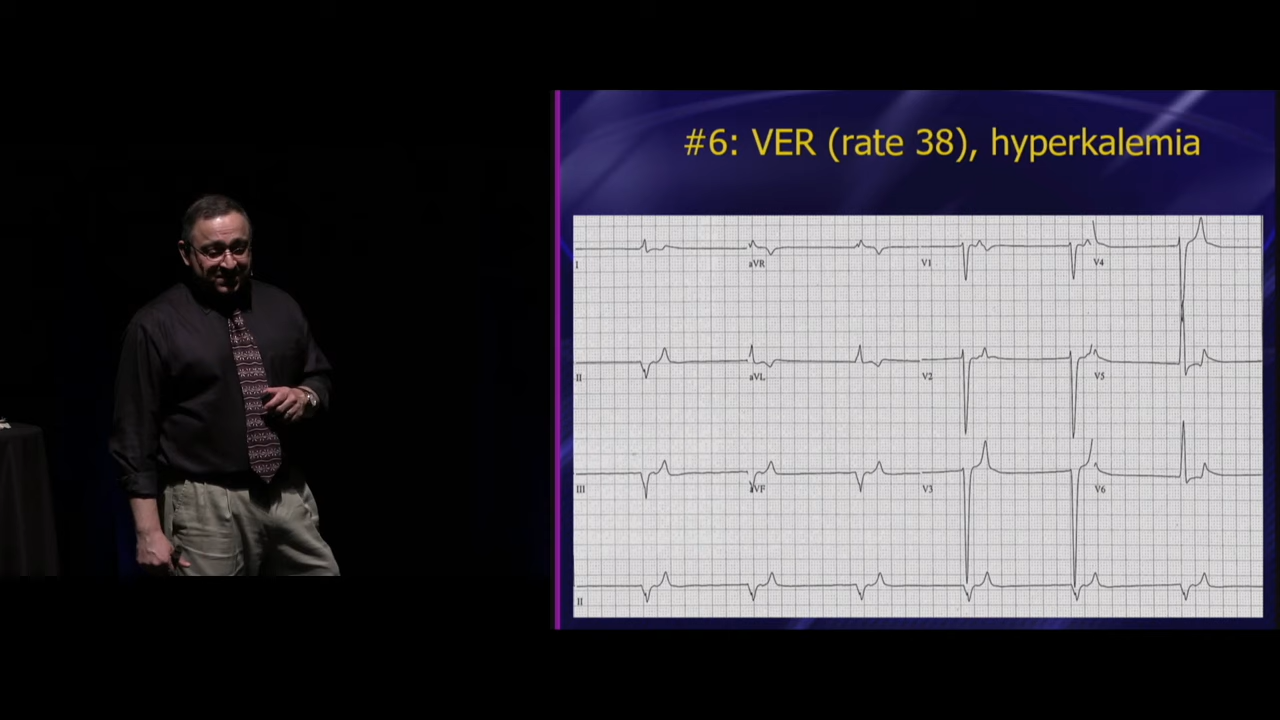 #6: VER (rate 38), hyperkalemia
I aVR V1 V4
II aVL V2 V5
III aVF V3 V6
II